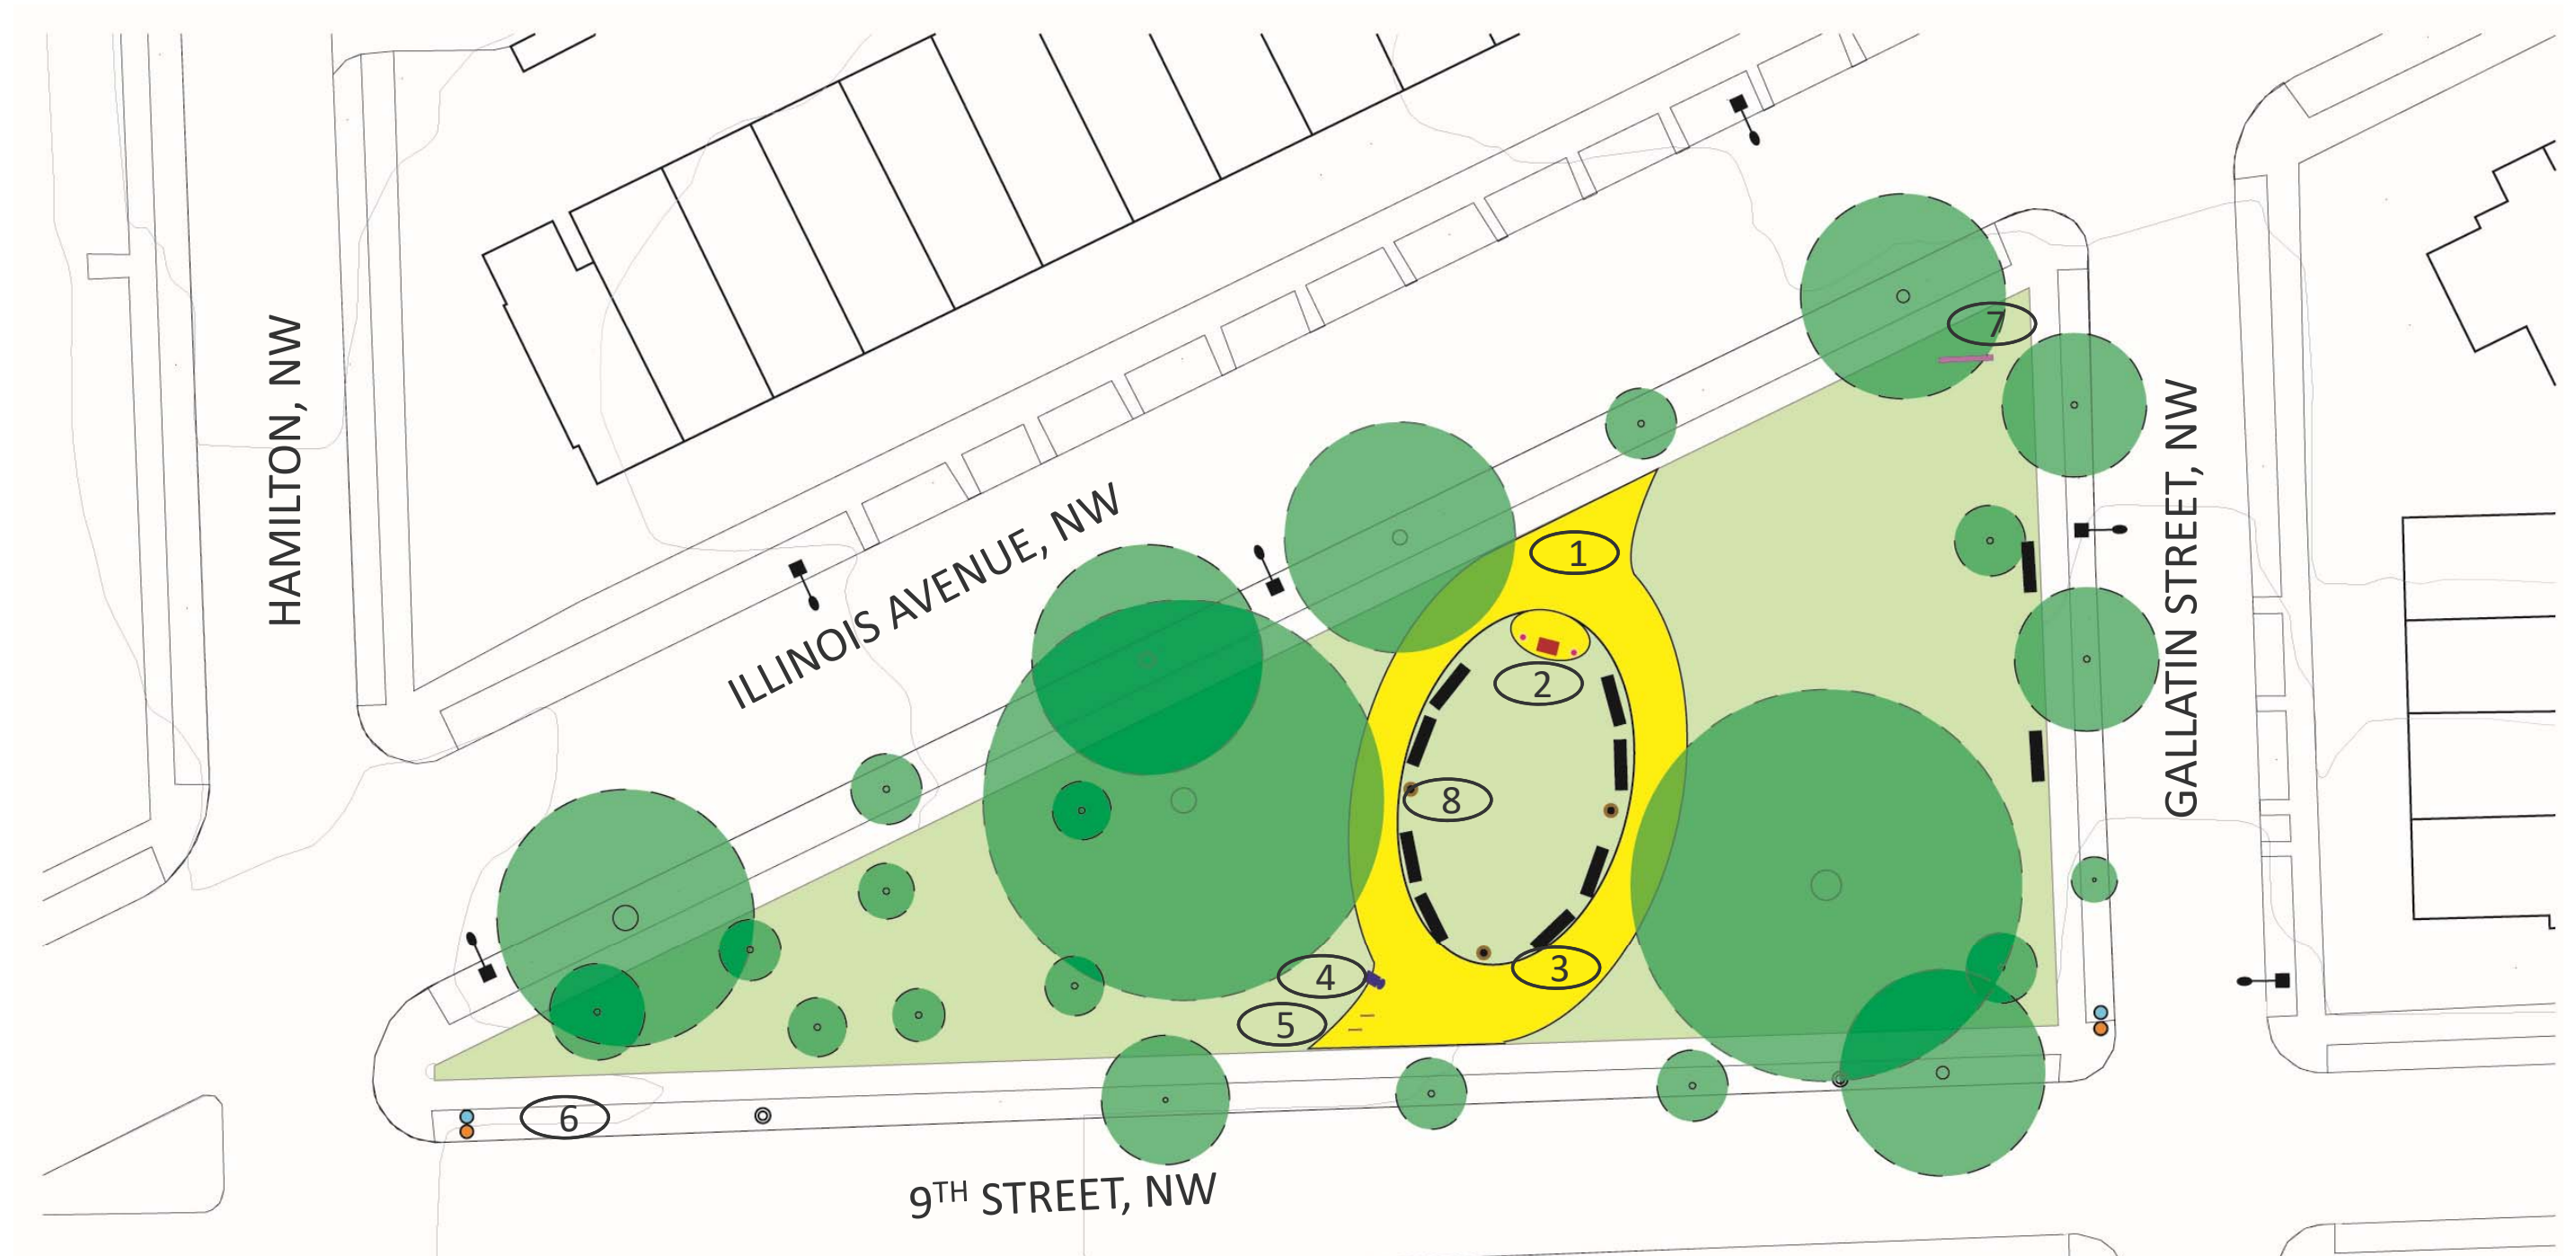 HAMILTON, NW
ILLINOIS AVENUE, NW
GALLATIN STREET, NW
7
1
2
8
3
4
5
6
9TH STREET, NW